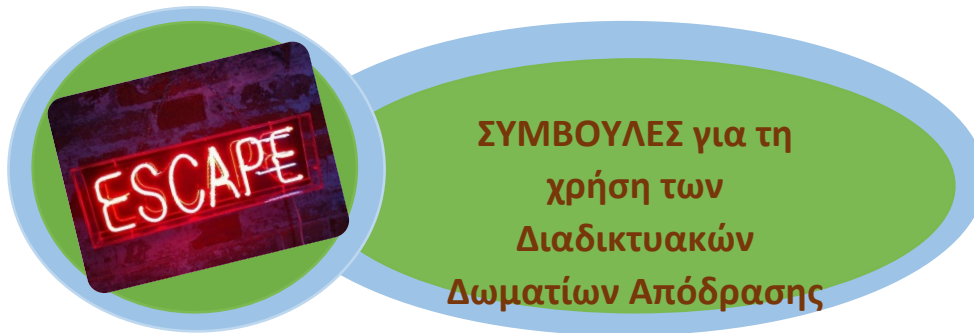 ESCAPE
ΣΥΜΒΟΥΛΕΣ για τη
χρήση των
Διαδικτυακών
Δωματίων Απόδρασης